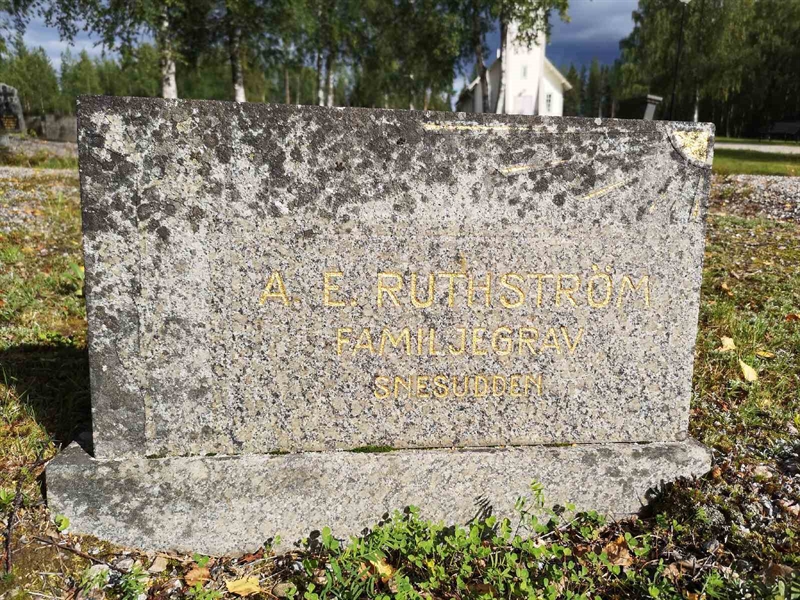 A. E. RUTHSTRÖM
FAMILJEGRAV
SNESUDDEN